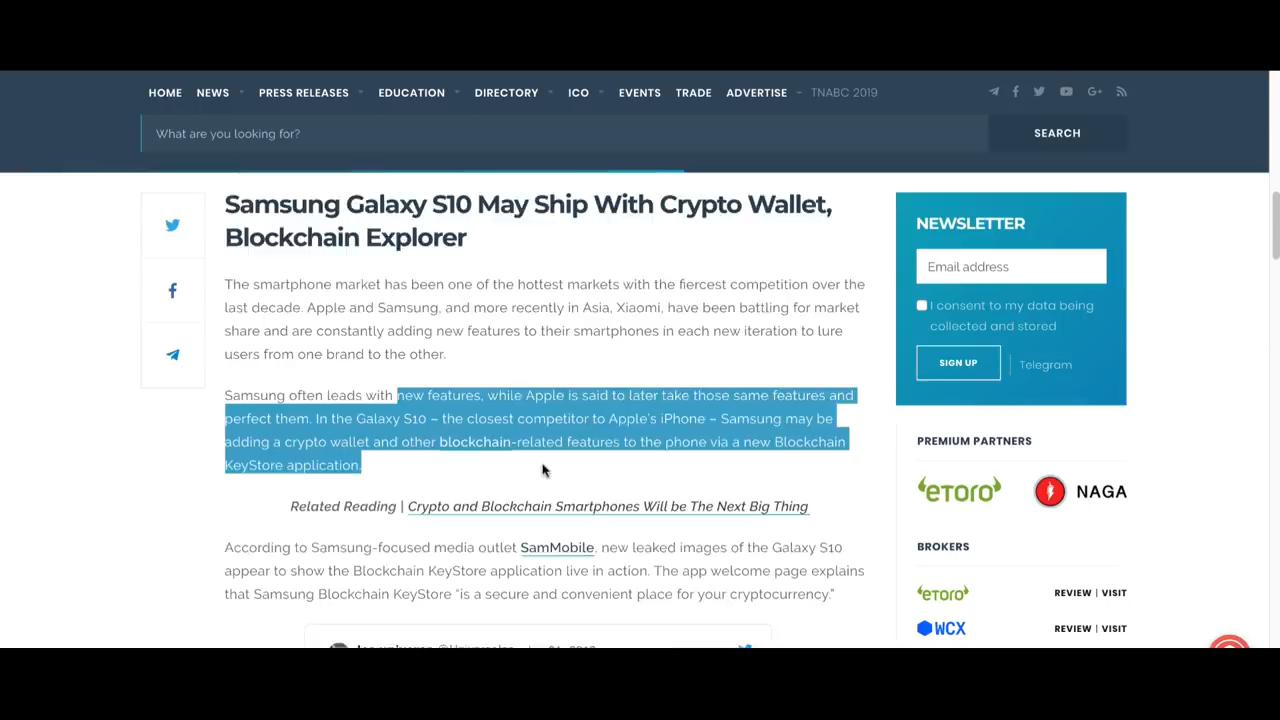 HOME NEWS PRESS RELEASES EDUCATION DIRECTORY ICO EVENTS TRADE ADVERTISE TNABC 2019
What are you looking for?
SEARCH
Samsung Galaxy S10 May Ship With Crypto Wallet,
Blockchain Explorer
The smartphone market has been one of the hottest markets with the fiercest competition over the
last decade. Apple and Samsung, and more recently in Asia, Xiaomi, have been battling for market
share and are constantly adding new features to their smartphones in each new iteration to lure
users from one brand to the other.
Samsung often leads with new features, while Apple is said to later take those same features and
perfect them. In the Galaxy S10 – the closest competitor to Apple's iPhone – Samsung may be
adding a crypto wallet and other blockchain-related features to the phone via a new Blockchain
KeyStore application.
Related Reading | Crypto and Blockchain Smartphones Will be The Next Big Thing
According to Samsung-focused media outlet SamMobile, new leaked images of the Galaxy S10
appear to show the Blockchain KeyStore application live in action. The app welcome page explains
that Samsung Blockchain KeyStore "is a secure and convenient place for your cryptocurrency."
NEWSLETTER
Email address
I consent to my data being
collected and stored
SIGN UP
Telegram
PREMIUM PARTNERS
eToro
NAGA
BROKERS
eToro
REVIEW | VISIT
WCX
REVIEW | VISIT